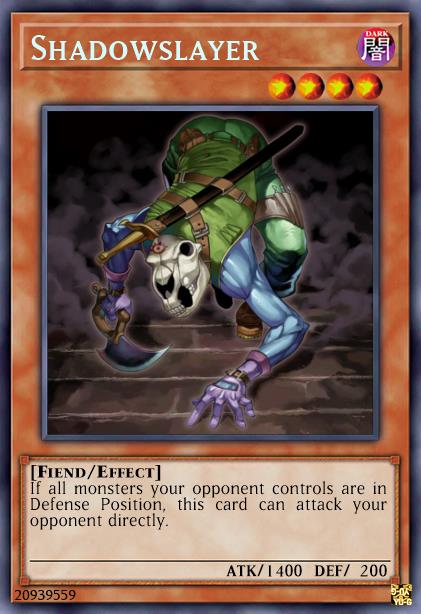 SHADOWSLAYER
DARK
闇
[FIEND/EFFECT]
If all monsters your opponent controls are in
Defense Position, this card can attack your
opponent directly.
ATK/1400 DEF/ 200
20939559